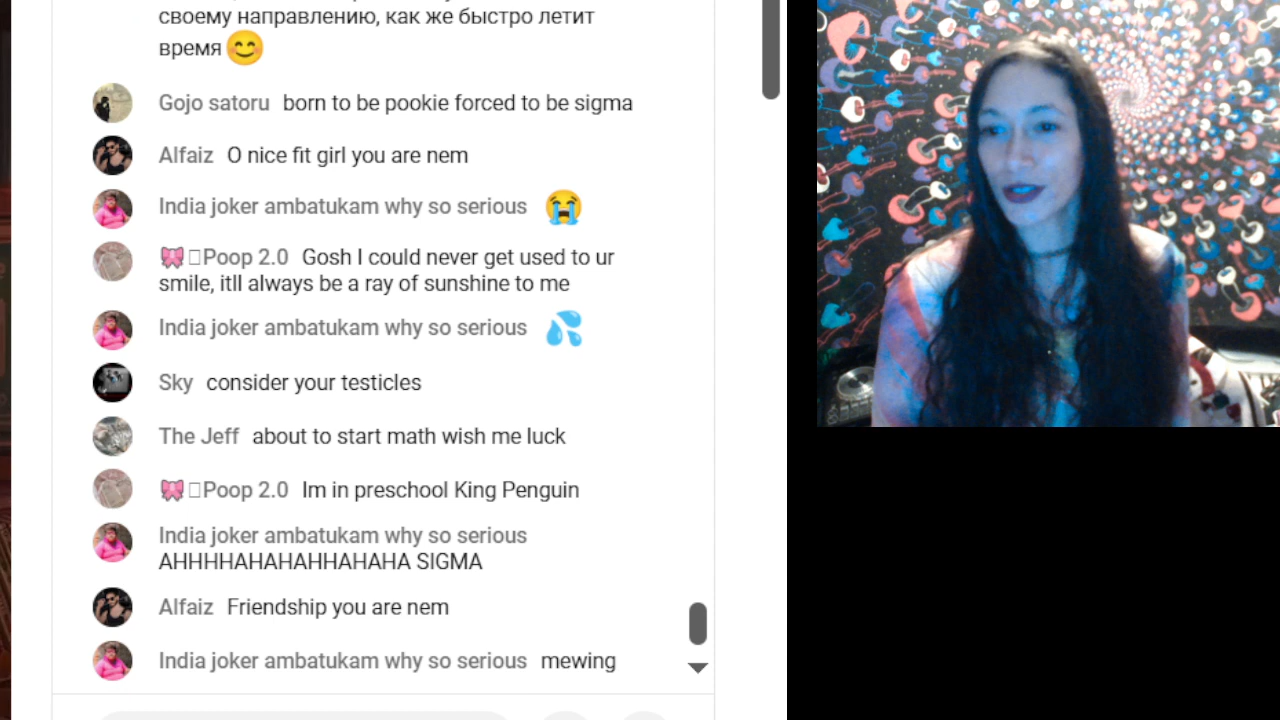 своему направлению, как же быстро летит
время😊
Gojo satoru born to be pookie forced to be sigma
Alfaiz O nice fit girl you are nem
India joker ambatukam why so serious 😭
🎀Poop 2.0 Gosh I could never get used to ur
smile, itll always be a ray of sunshine to me
India joker ambatukam why so serious 💦
Sky consider your testicles
The Jeff about to start math wish me luck
🎀Poop 2.0 Im in preschool King Penguin
India joker ambatukam why so serious
AHHHHAHAHAHHAHAHA SIGMA
Alfaiz Friendship you are nem
India joker ambatukam why so serious mewing